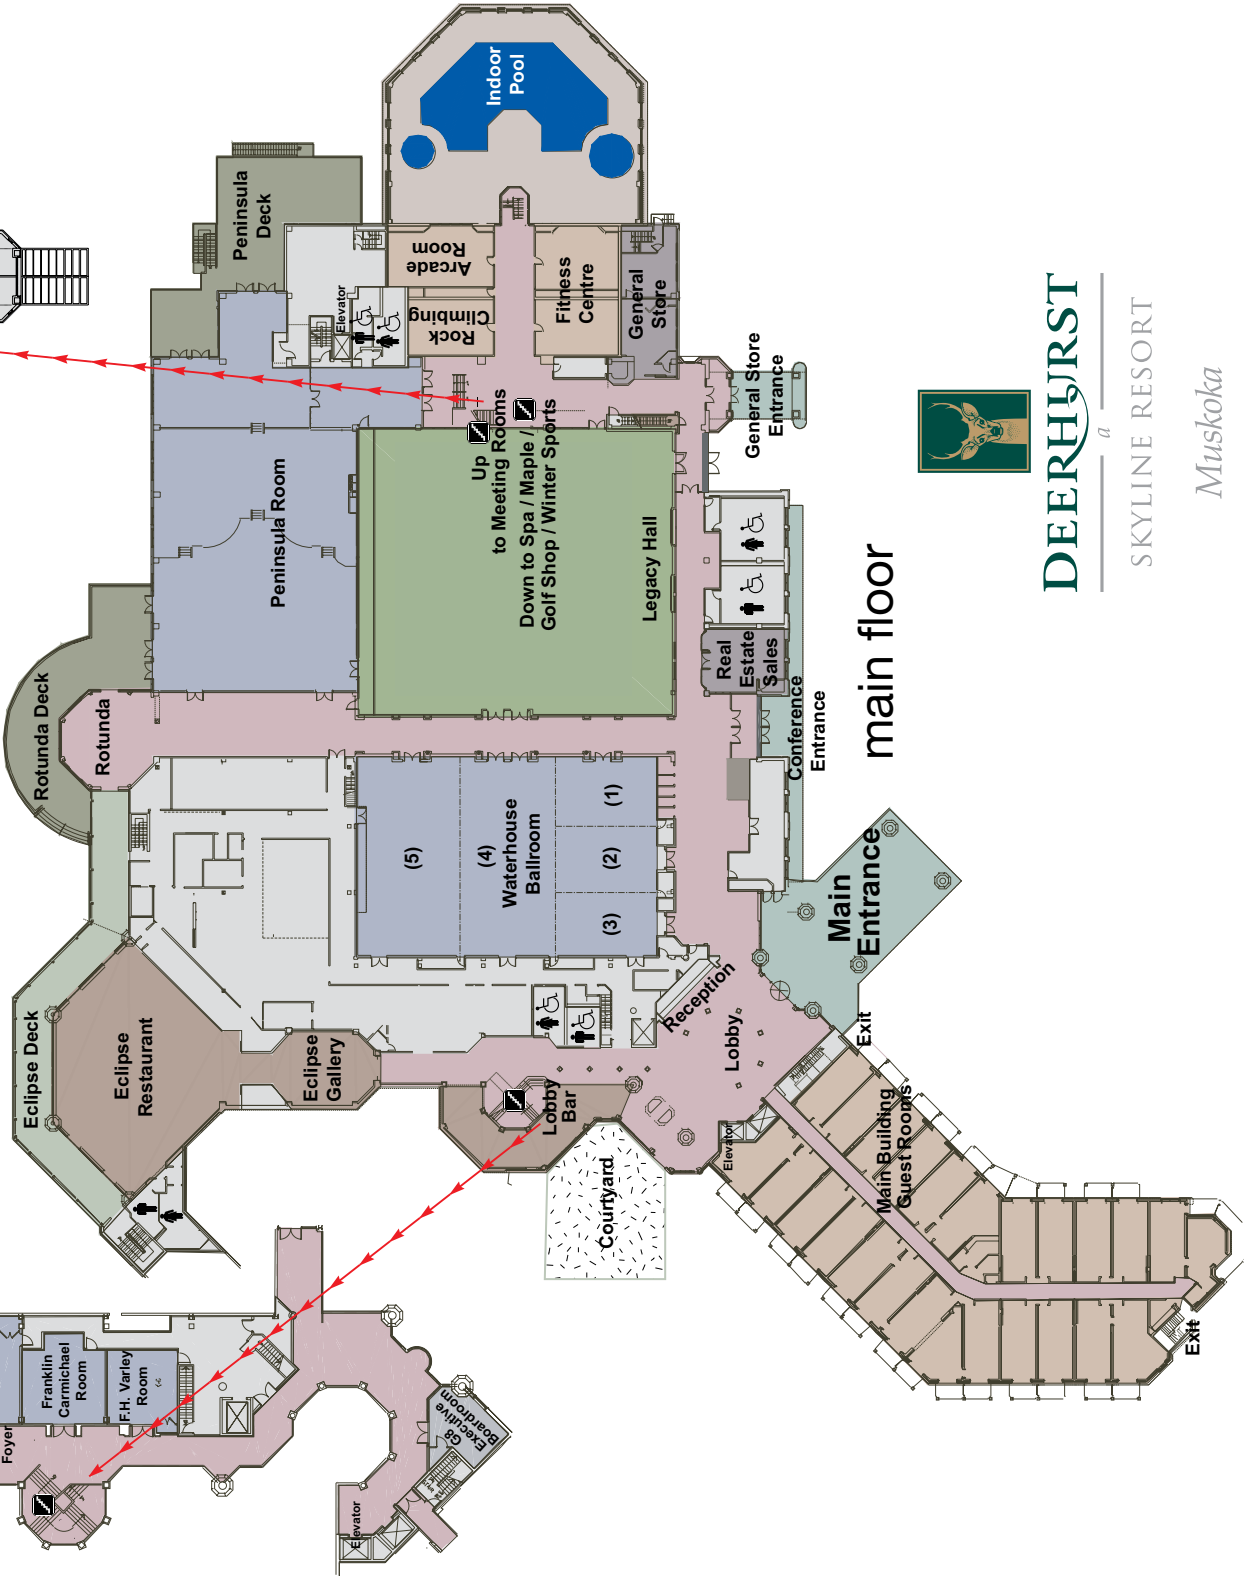 Indoor
Pool
Peninsula
Deck
Arcade
Room
Rock
Climbing
Fitness
Centre
General
Store
Elevator
General Store
Entrance
Up
to Meeting Rooms
Down to Spa / Maple /
Golf Shop / Winter Sports
Peninsula Room
Legacy Hall
Real
Estate
Sales
Conference
Entrance
Rotunda Deck
Rotunda
Waterhouse
Ballroom
(1)
(2)
(3)
(4)
(5)
Main
Entrance
Reception
Lobby
Exit
Eclipse Deck
Eclipse
Restaurant
Eclipse
Gallery
Lobby
Bar
Courtyard
Elevator
Main Building
Guest Rooms
Exit
Franklin
Carmichael
Room
F.H. Varley
Room
Foyer
G8
Executive
Boardroom
Elevator
main floor
DEERHURST
a
SKYLINE RESORT
Muskoka